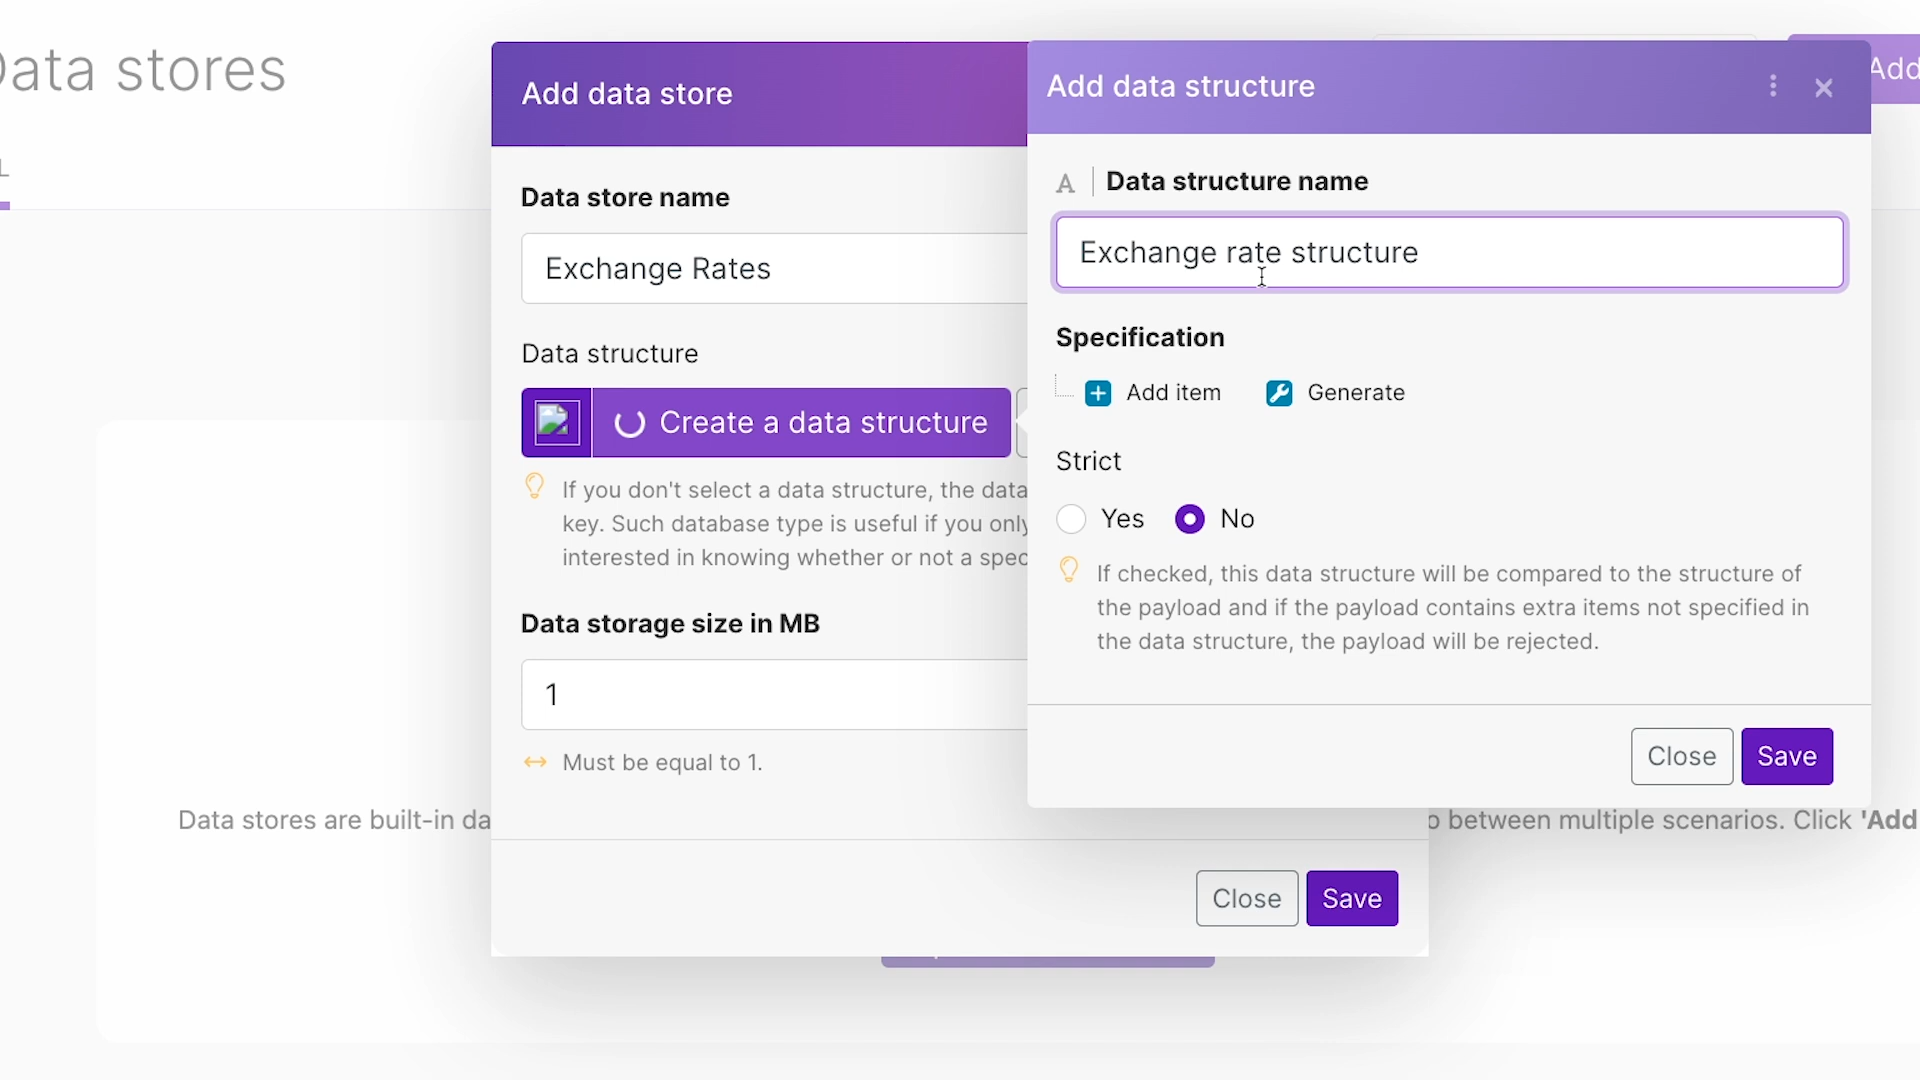 Data stores
Add
L
Add data store
Data store name
Exchange Rates
Data structure
Create a data structure
If you don't select a data structure, the data
key. Such database type is useful if you only
interested in knowing whether or not a spec
Data storage size in MB
1
Must be equal to 1.
Close Save
Add data structure
A Data structure name
Exchange rate structure
Specification
Add item Generate
Strict
Yes No
If checked, this data structure will be compared to the structure of
the payload and if the payload contains extra items not specified in
the data structure, the payload will be rejected.
Close Save
Data stores are built-in da
o between multiple scenarios. Click 'Add